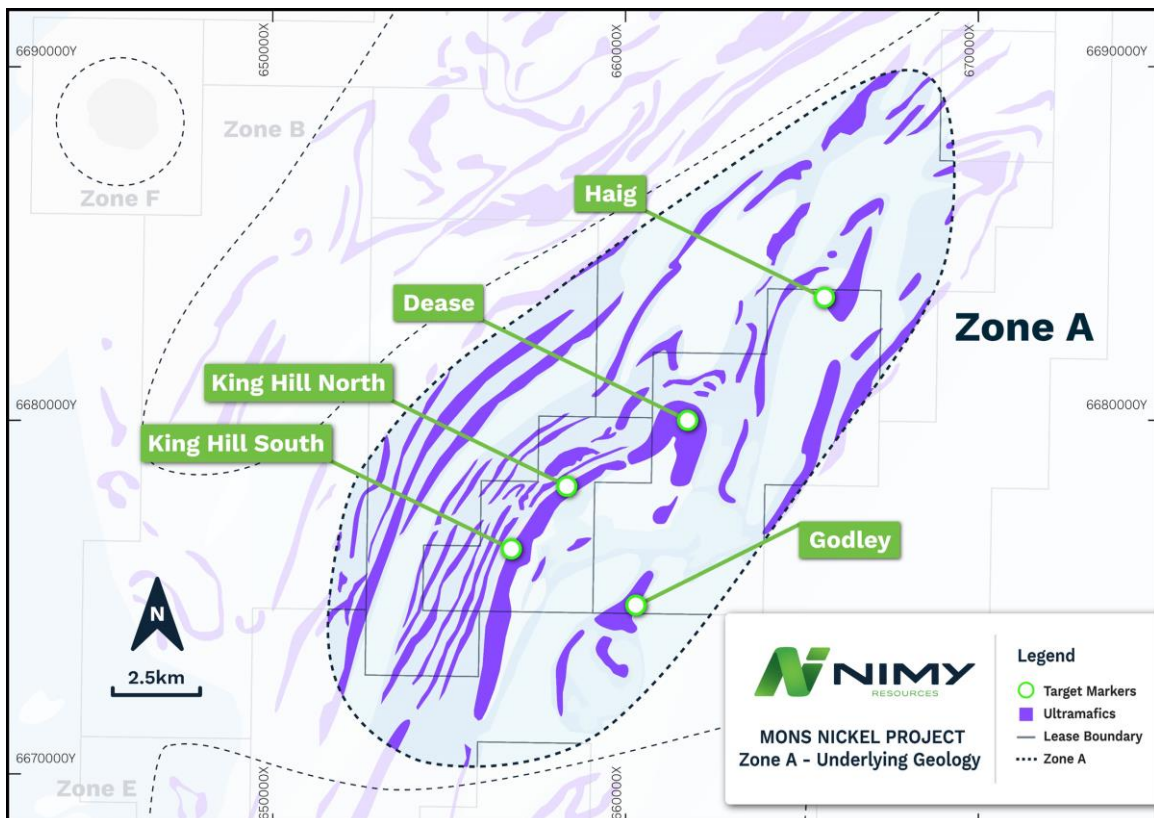 650000X
660000X
670000X
6690000Y
6690000Y
Zone B
Zone F
Haig
Dease
Zone A
King Hill North
6680000Y
6680000Y
King Hill South
Godley
N
2.5km
NIMY
RESOURCES
MONS NICKEL PROJECT
Zone A - Underlying Geology
Legend
Target Markers
Ultramafics
Lease Boundary
Zone A
6670000Y
Zone E
650000X
660000X